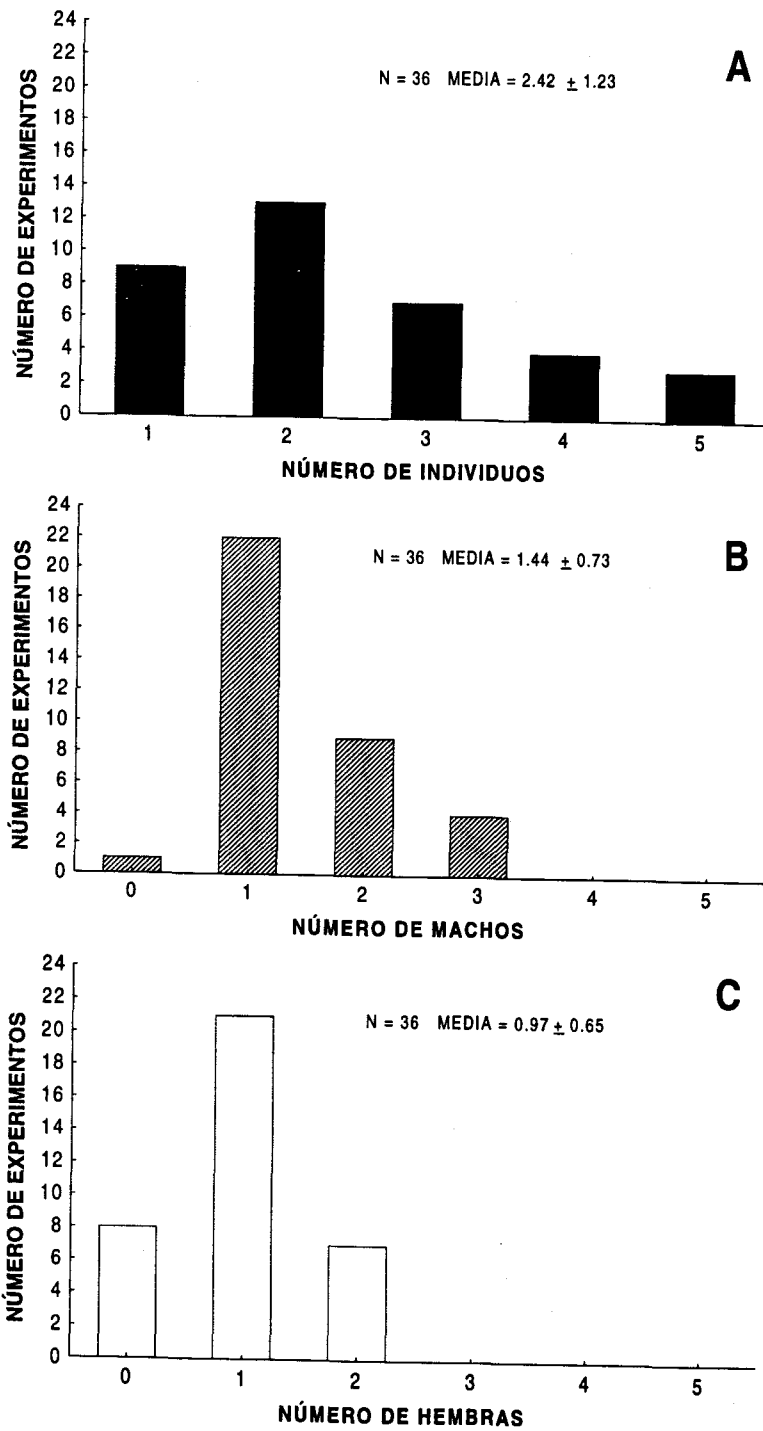 A
N = 36 MEDIA = 2.42 ± 1.23
NÚMERO DE EXPERIMENTOS
24
22
20
18
16
14
12
10
8
6
4
2
0
1 2 3 4 5
NÚMERO DE INDIVIDUOS
B
N = 36 MEDIA = 1.44 ± 0.73
NÚMERO DE EXPERIMENTOS
24
22
20
18
16
14
12
10
8
6
4
2
0
0 1 2 3 4 5
NÚMERO DE MACHOS
C
N = 36 MEDIA = 0.97 ± 0.65
NÚMERO DE EXPERIMENTOS
24
22
20
18
16
14
12
10
8
6
4
2
0
0 1 2 3 4 5
NÚMERO DE HEMBRAS